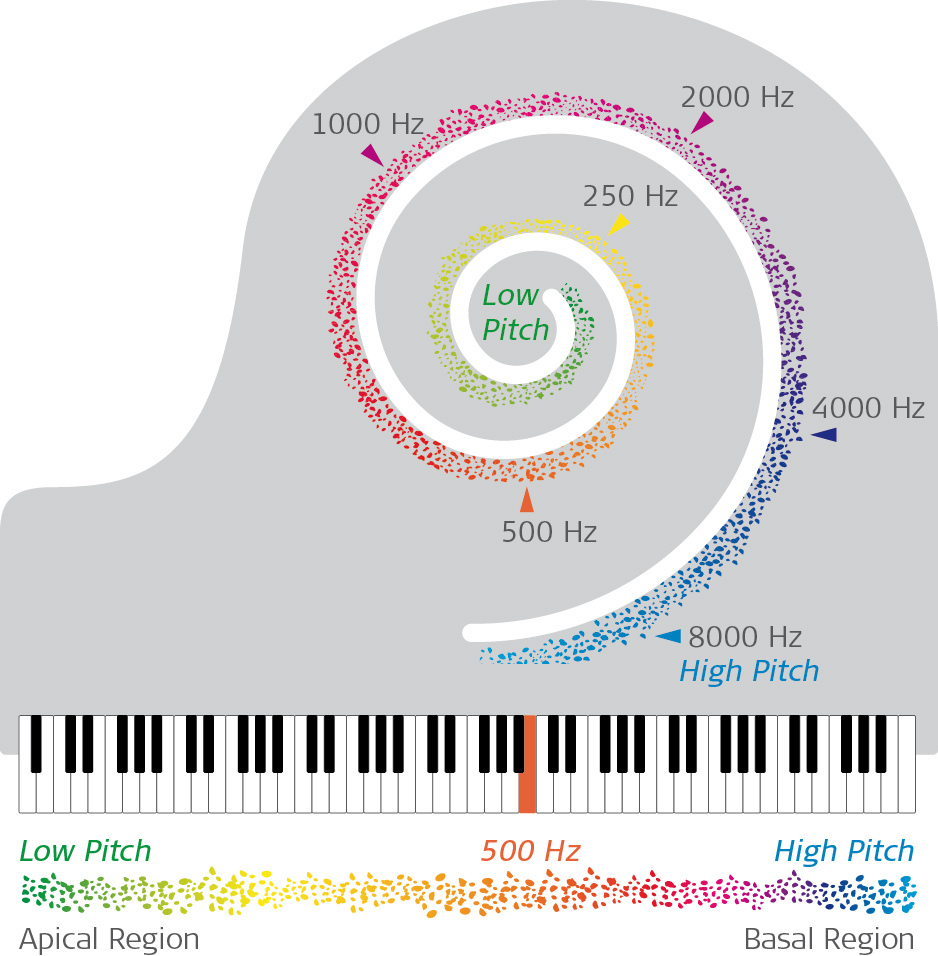 2000 Hz
1000 Hz
250 Hz
Low
Pitch
4000 Hz
500 Hz
8000 Hz
High Pitch
Low Pitch
500 Hz
High Pitch
Apical Region
Basal Region